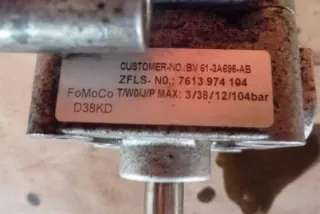 CUSTOMER-NO.:BV 61-3A696-AB
ZFLS- NO.: 7613 974 104
FoMoCo T/W0/J/P MAX: 3/38/12/104bar
D38KD